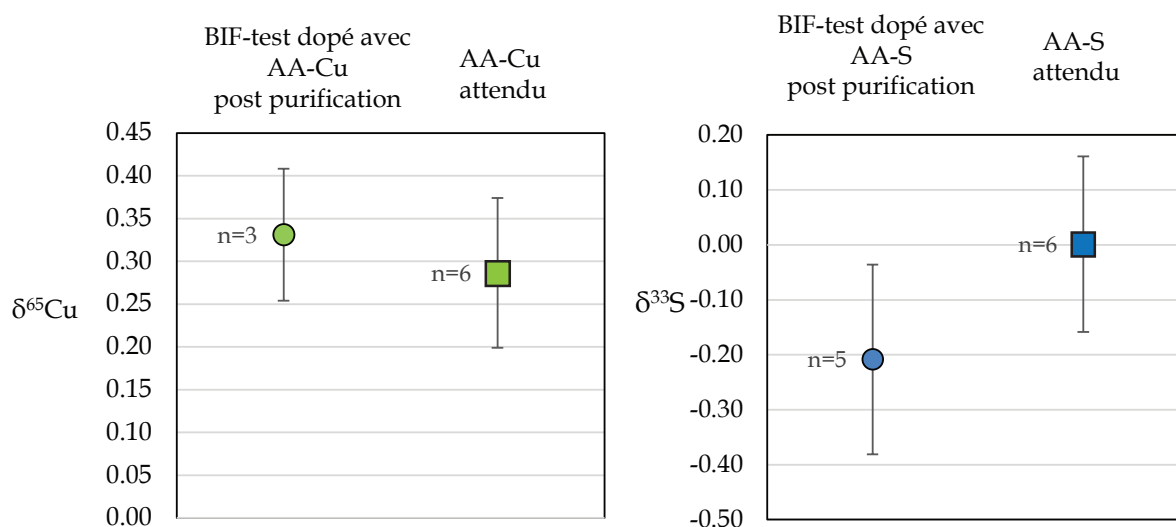 BIF-test dopé avec
AA-Cu
post purification
AA-Cu
attendu
0.45
0.40
0.35
0.30
0.25
0.20
0.15
0.10
0.05
0.00
δ⁶⁵Cu
n=3
n=6
BIF-test dopé avec
AA-S
post purification
AA-S
attendu
0.20
0.10
0.00
-0.10
-0.20
-0.30
-0.40
-0.50
δ³³S
n=5
n=6